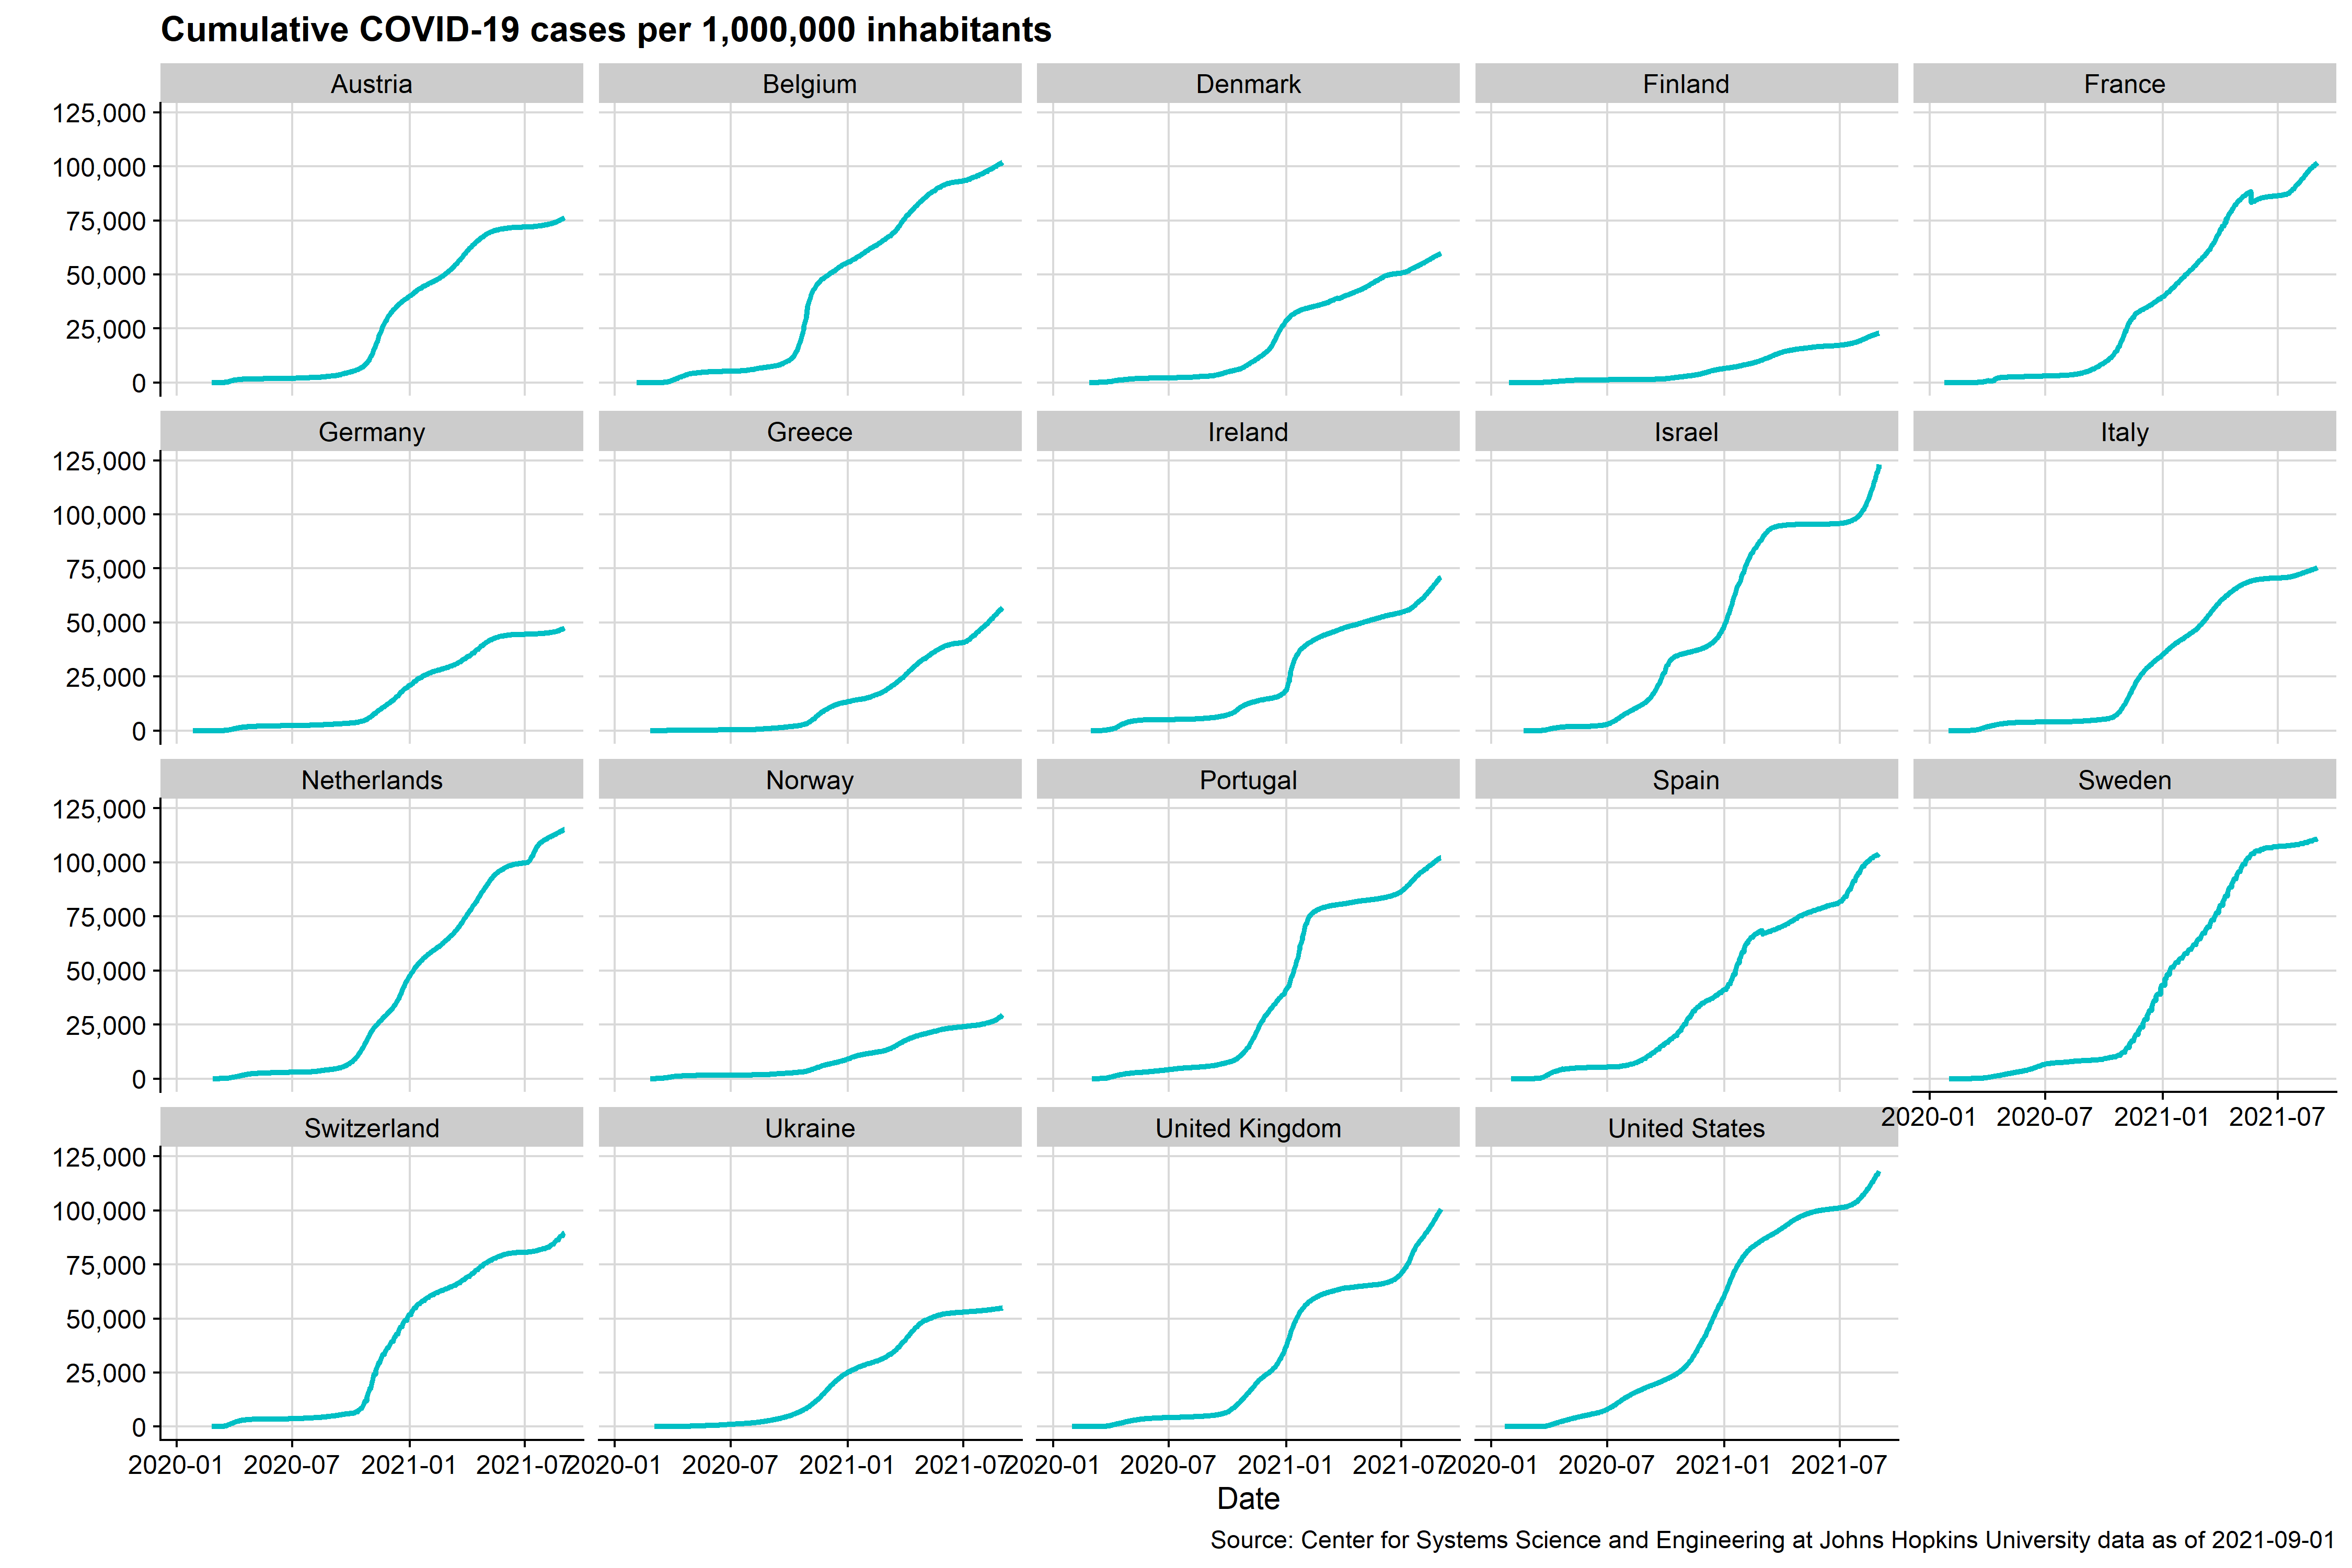 Cumulative COVID-19 cases per 1,000,000 inhabitants
Austria Belgium Denmark Finland France
125,000
100,000
75,000
50,000
25,000
0
Germany Greece Ireland Israel Italy
125,000
100,000
75,000
50,000
25,000
0
Netherlands Norway Portugal Spain Sweden
125,000
100,000
75,000
50,000
25,000
0
2020-01 2020-07 2021-01 2021-07
Switzerland Ukraine United Kingdom United States
125,000
100,000
75,000
50,000
25,000
0
2020-01 2020-07 2021-01 2021-07 2020-01 2020-07 2021-01 2021-07 2020-01 2020-07 2021-01 2021-07 2020-01 2020-07 2021-01 2021-07
Date
Source: Center for Systems Science and Engineering at Johns Hopkins University data as of 2021-09-01